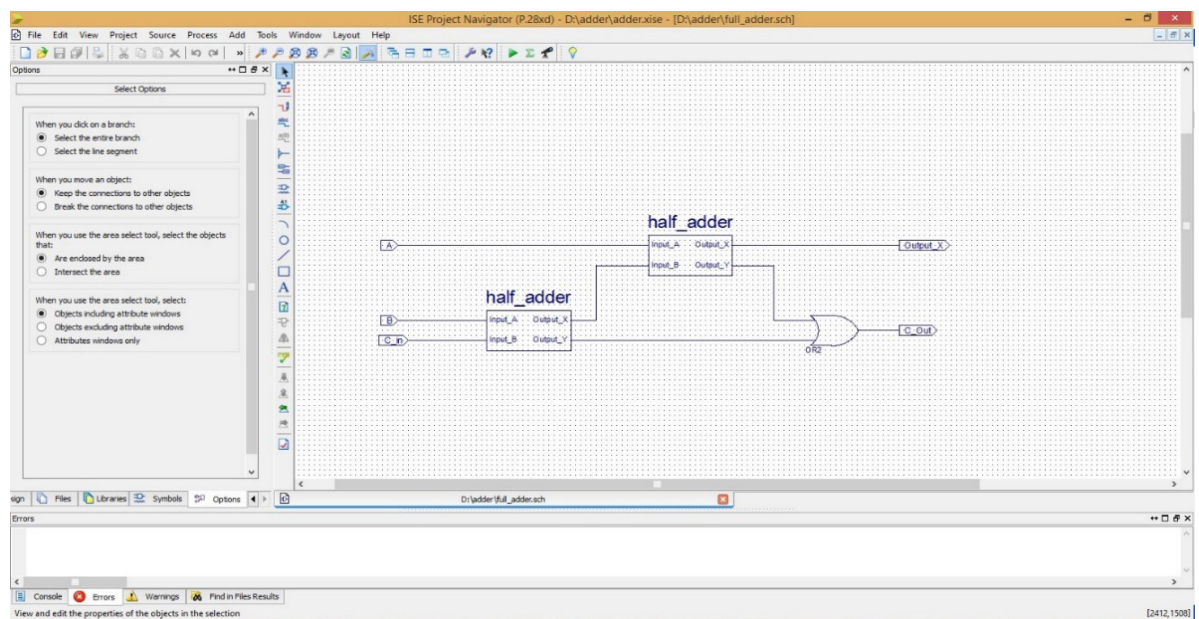 ISE Project Navigator (P.28xd) - D:\adder\adder.xise - [D:\adder\full_adder.sch]
File Edit View Project Source Process Add Tools Window Layout Help
Options
Select Options
When you click on a branch:
Select the entire branch
Select the line segment
When you move an object:
Keep the connections to other objects
Break the connections to other objects
When you use the area select tool, select the objects
that:
Are enclosed by the area
Intersect the area
When you use the area select tool, select:
Objects including attribute windows
Objects excluding attribute windows
Attributes windows only
half_adder
A
Input_A Output_X
Output_X
Input_B Output_Y
half_adder
B
Input_A Output_X
C_in
Input_B Output_Y
C_Out
OR2
sign Files Libraries Symbols Options
D:\adder\full_adder.sch
Errors
Console Errors Warnings Find in Files Results
View and edit the properties of the objects in the selection
[2412,1508]